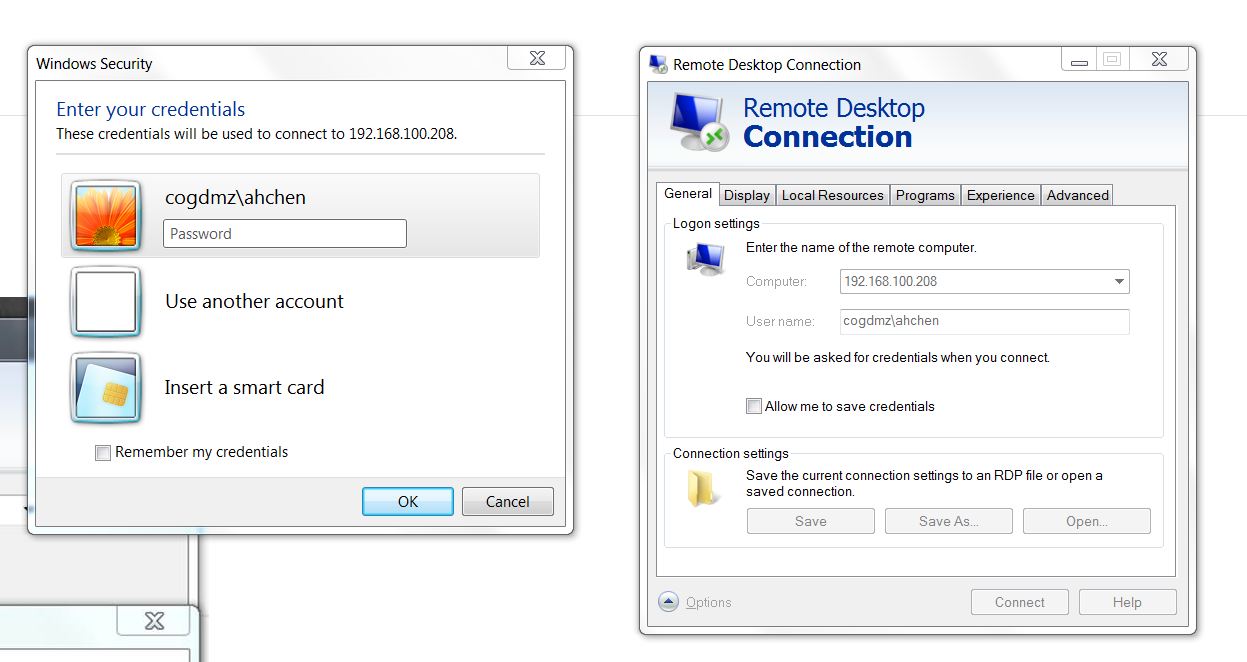 Windows Security
Enter your credentials
These credentials will be used to connect to 192.168.100.208.
cogdmz\ahchen
Password
Use another account
Insert a smart card
Remember my credentials
OK
Cancel
Remote Desktop Connection
Remote Desktop
Connection
General
Display
Local Resources
Programs
Experience
Advanced
Logon settings
Enter the name of the remote computer.
Computer:
192.168.100.208
User name:
cogdmz\ahchen
You will be asked for credentials when you connect.
Allow me to save credentials
Connection settings
Save the current connection settings to an RDP file or open a
saved connection.
Save
Save As...
Open...
Options
Connect
Help